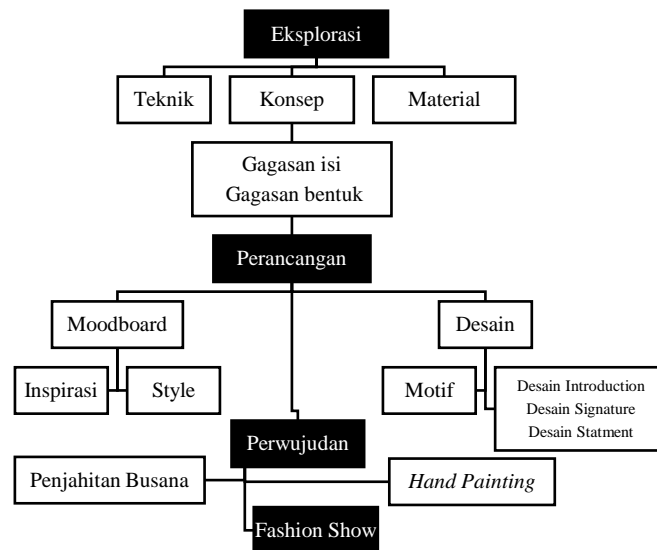 Eksplorasi
Teknik
Konsep
Material
Gagasan isi
Gagasan bentuk
Perancangan
Moodboard
Desain
Inspirasi
Style
Motif
Desain Introduction
Desain Signature
Desain Statment
Perwujudan
Penjahitan Busana
Hand Painting
Fashion Show